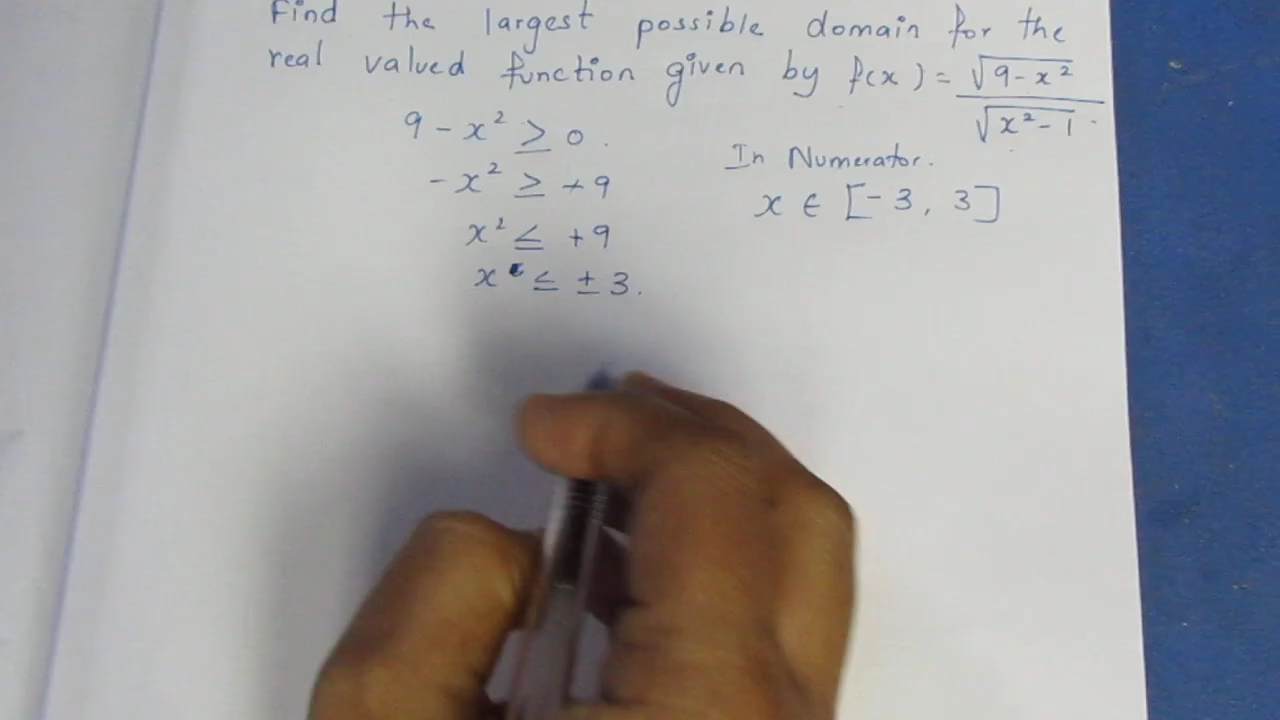 Find the largest possible domain for the
real valued function given by f(x) = √(9-x²) / √(x²-1) .
9 - x² ≥ 0 .
- x² ≥ +9
x² ≤ +9
x ≤ ± 3 .
In Numerator.
x ∈ [-3, 3]